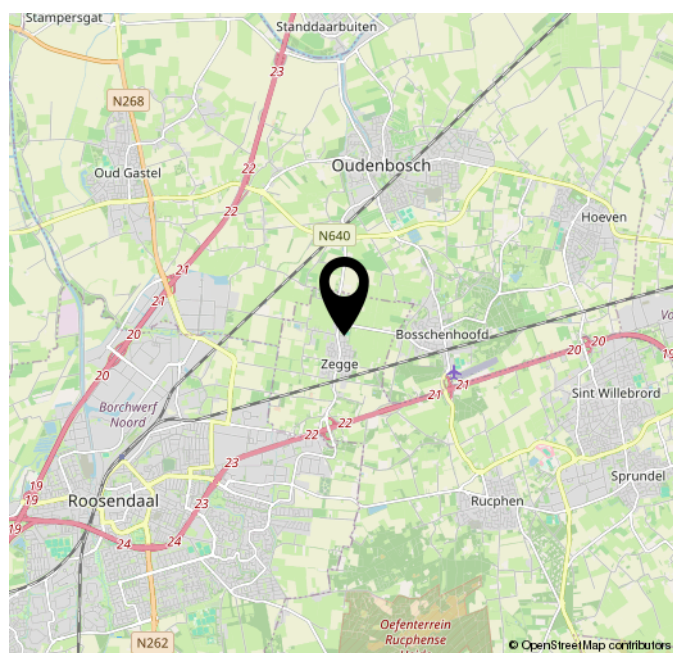 Stampersgat
Standdaarbuiten
23
N268
Oudenbosch
Oud Gastel
22
22
Hoeven
N640
21
21
20
Bosschenhoofd
20
20
19
Zegge
20
21
21
Borchwerf
Noord
Sint Willebrord
22
22
23
19
19
19
Roosendaal
23
Sprundel
Rucphen
24
24
Oefenterrein
Rucphense
N262
© OpenStreetMap contributors